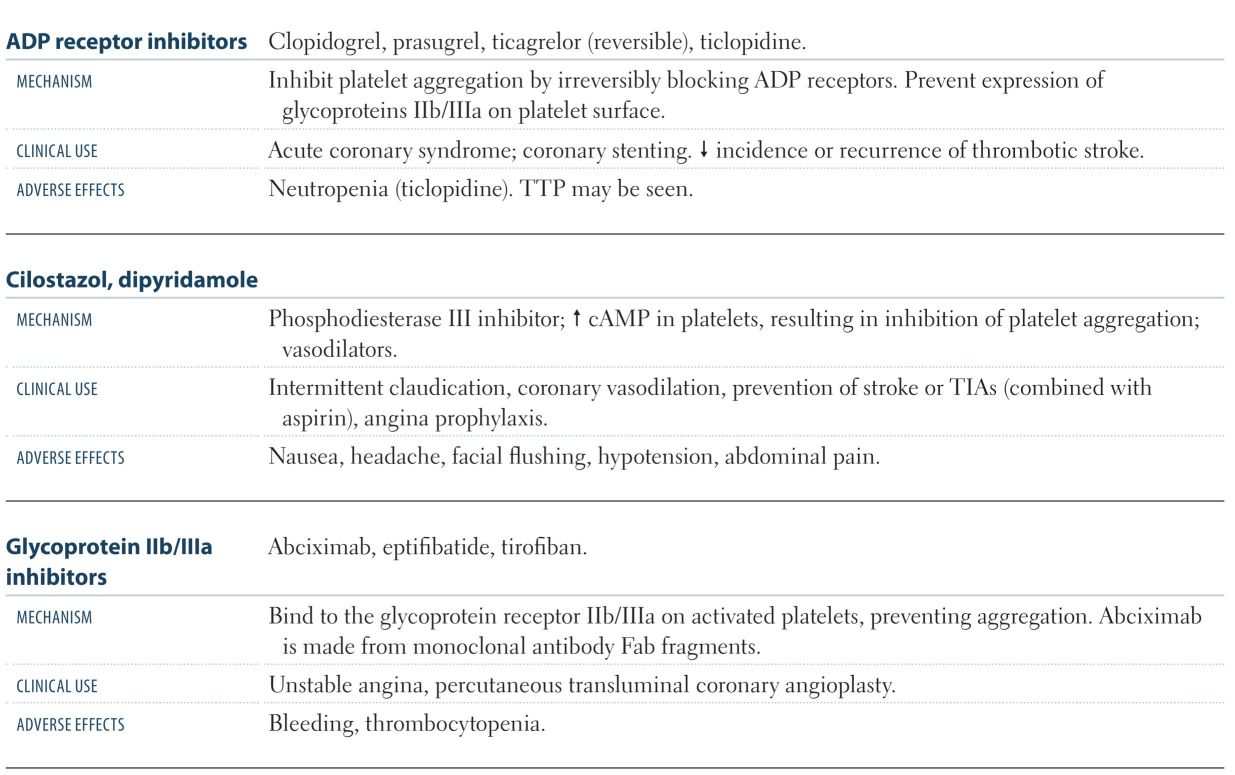 ADP receptor inhibitors Clopidogrel, prasugrel, ticagrelor (reversible), ticlopidine.
MECHANISM Inhibit platelet aggregation by irreversibly blocking ADP receptors. Prevent expression of
glycoproteins IIb/IIIa on platelet surface.
CLINICAL USE Acute coronary syndrome; coronary stenting. ↓ incidence or recurrence of thrombotic stroke.
ADVERSE EFFECTS Neutropenia (ticlopidine). TTP may be seen.
Cilostazol, dipyridamole
MECHANISM Phosphodiesterase III inhibitor; ↑ cAMP in platelets, resulting in inhibition of platelet aggregation;
vasodilators.
CLINICAL USE Intermittent claudication, coronary vasodilation, prevention of stroke or TIAs (combined with
aspirin), angina prophylaxis.
ADVERSE EFFECTS Nausea, headache, facial flushing, hypotension, abdominal pain.
Glycoprotein IIb/IIIa Abciximab, eptifibatide, tirofiban.
inhibitors
MECHANISM Bind to the glycoprotein receptor IIb/IIIa on activated platelets, preventing aggregation. Abciximab
is made from monoclonal antibody Fab fragments.
CLINICAL USE Unstable angina, percutaneous transluminal coronary angioplasty.
ADVERSE EFFECTS Bleeding, thrombocytopenia.